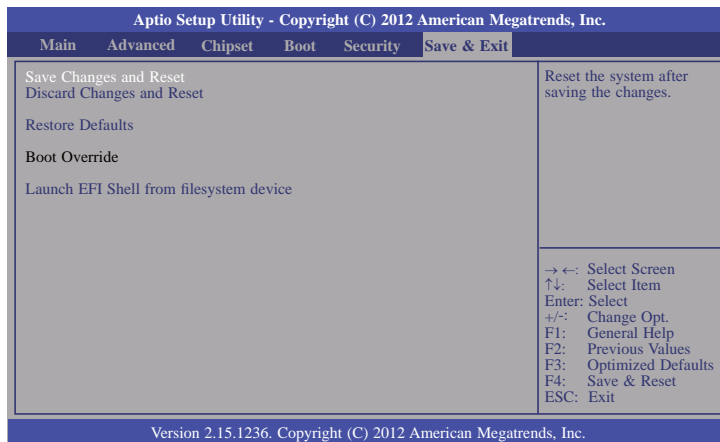 Aptio Setup Utility - Copyright (C) 2012 American Megatrends, Inc.
Main Advanced Chipset Boot Security Save & Exit
Save Changes and Reset
Discard Changes and Reset
Restore Defaults
Boot Override
Launch EFI Shell from filesystem device
Reset the system after
saving the changes.
→ ←: Select Screen
↑↓: Select Item
Enter: Select
+/-: Change Opt.
F1: General Help
F2: Previous Values
F3: Optimized Defaults
F4: Save & Reset
ESC: Exit
Version 2.15.1236. Copyright (C) 2012 American Megatrends, Inc.